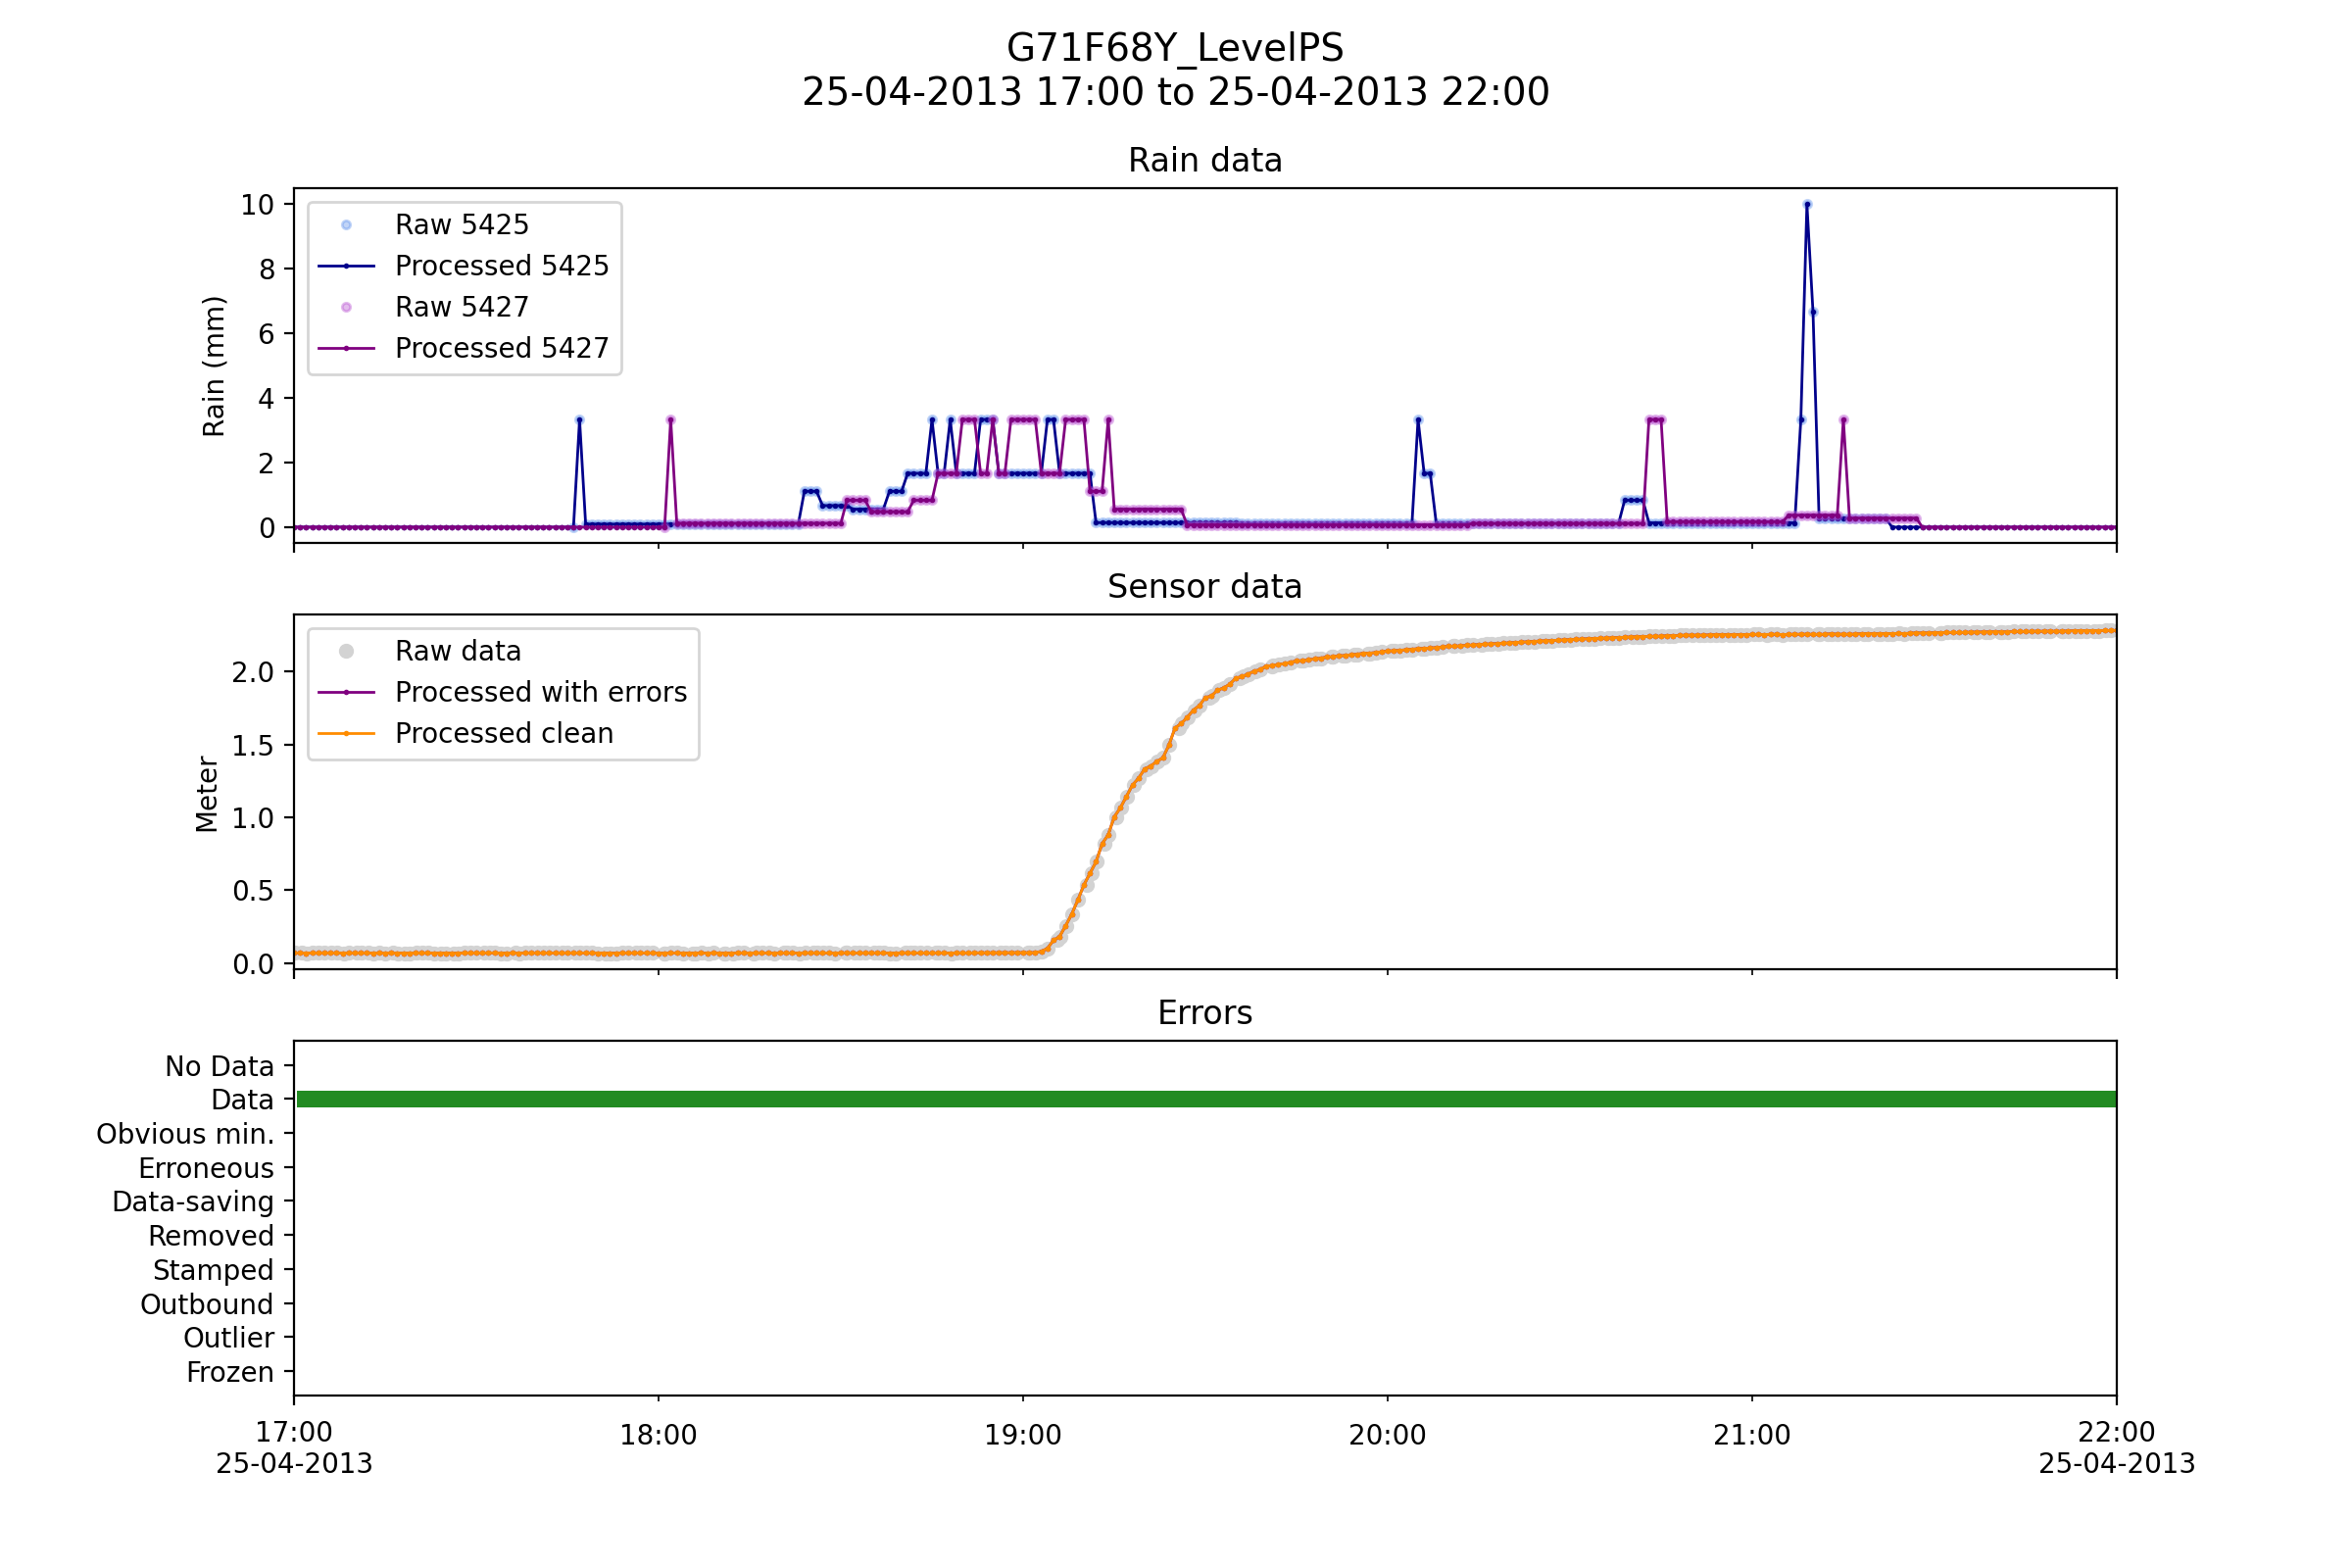 G71F68Y_LevelPS
25-04-2013 17:00 to 25-04-2013 22:00
Rain data
10
8
6
4
2
0
Rain (mm)
Raw 5425
Processed 5425
Raw 5427
Processed 5427
Sensor data
2.0
1.5
1.0
0.5
0.0
Meter
Raw data
Processed with errors
Processed clean
Errors
No Data
Data
Obvious min.
Erroneous
Data-saving
Removed
Stamped
Outbound
Outlier
Frozen
17:00
25-04-2013
18:00
19:00
20:00
21:00
22:00
25-04-2013